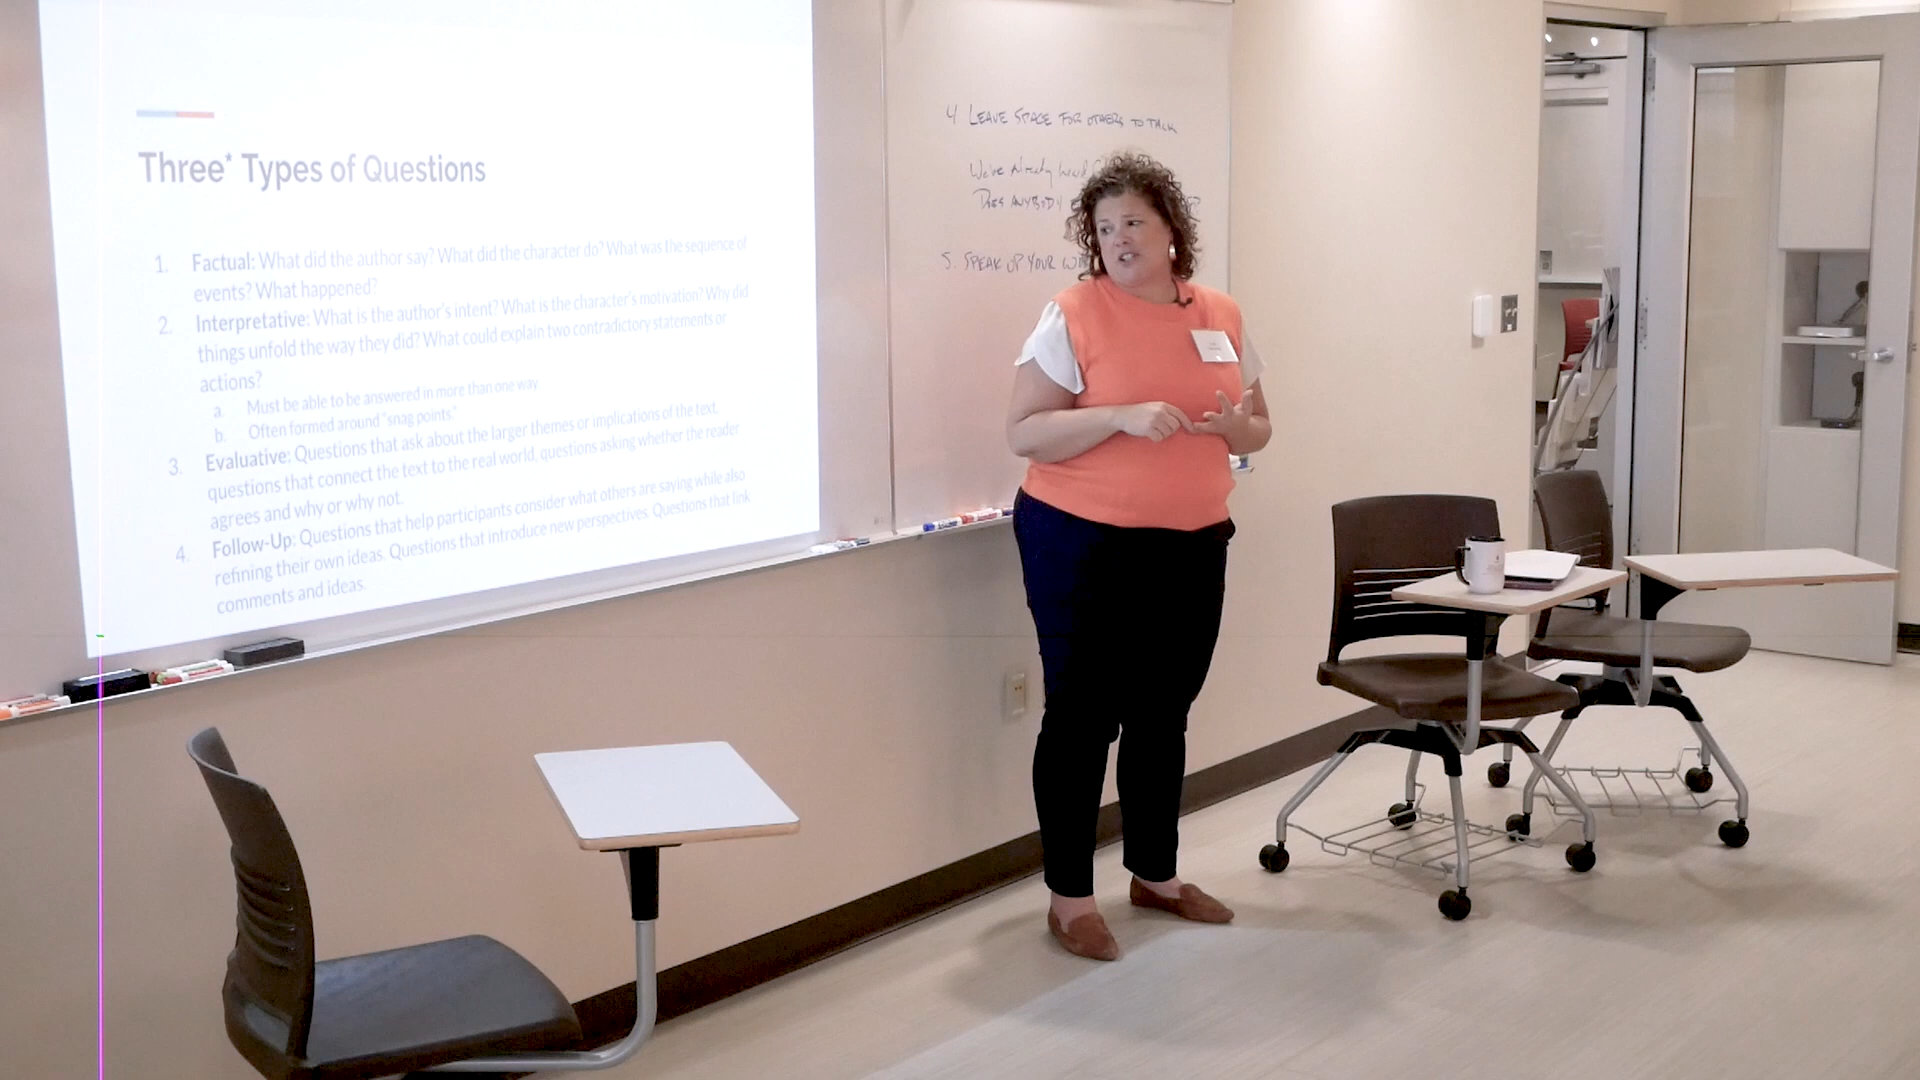 Three* Types of Questions
1. Factual: What did the author say? What did the character do? What was the sequence of
events? What happened?
2. Interpretative: What is the author's intent? What is the character's motivation? Why did
things unfold the way they did? What could explain two contradictory statements or
actions?
a. Must be able to be answered in more than one way
b. Often formed around "snag points."
3. Evaluative: Questions that ask about the larger themes or implications of the text,
questions that connect the text to the real world, questions asking whether the reader
agrees and why or why not.
4. Follow-Up: Questions that help participants consider what others are saying while also
refining their own ideas. Questions that introduce new perspectives. Questions that link
comments and ideas.
4 LEAVE SPACE FOR OTHERS TO TALK
We've Already heard
DOES ANYBODY
5. SPEAK UP YOUR